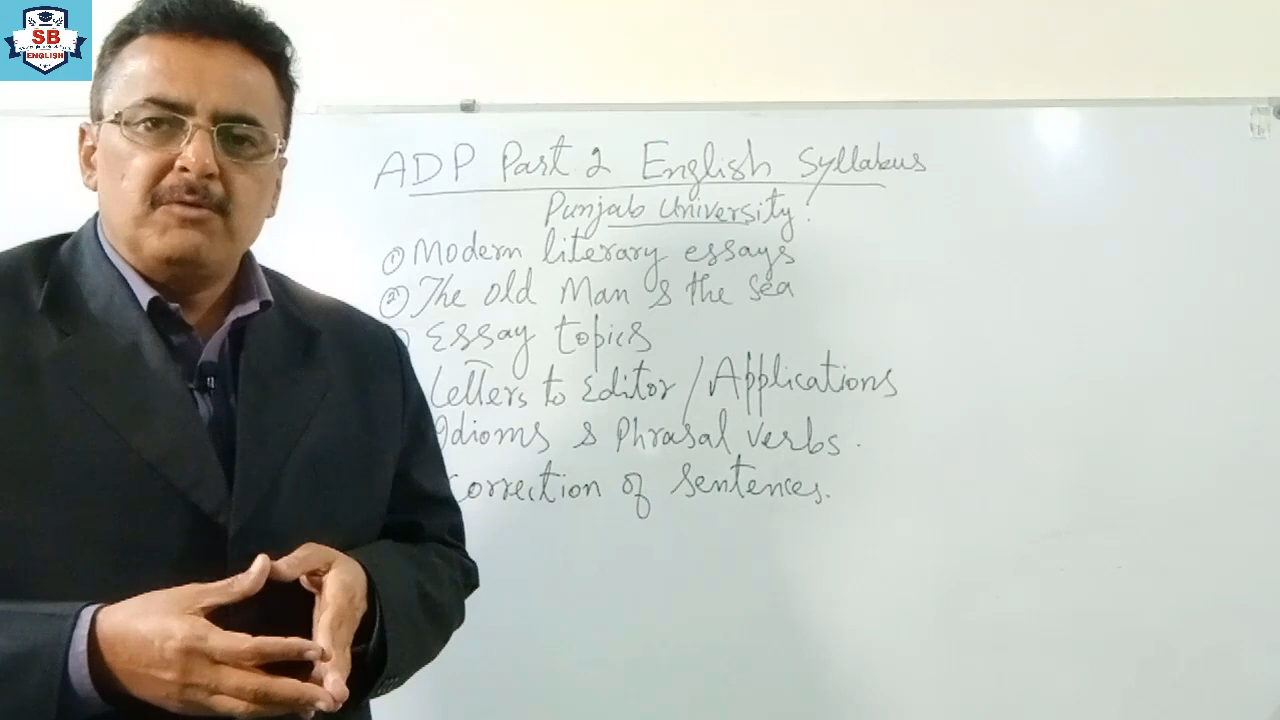 SB
ENGLISH
ADP Part 2 English Syllabus
Punjab University:
① Modern literary essays
② The old Man & the Sea
Essay topics
Letters to Editor / Applications
Idioms & Phrasal verbs.
Correction of Sentences.